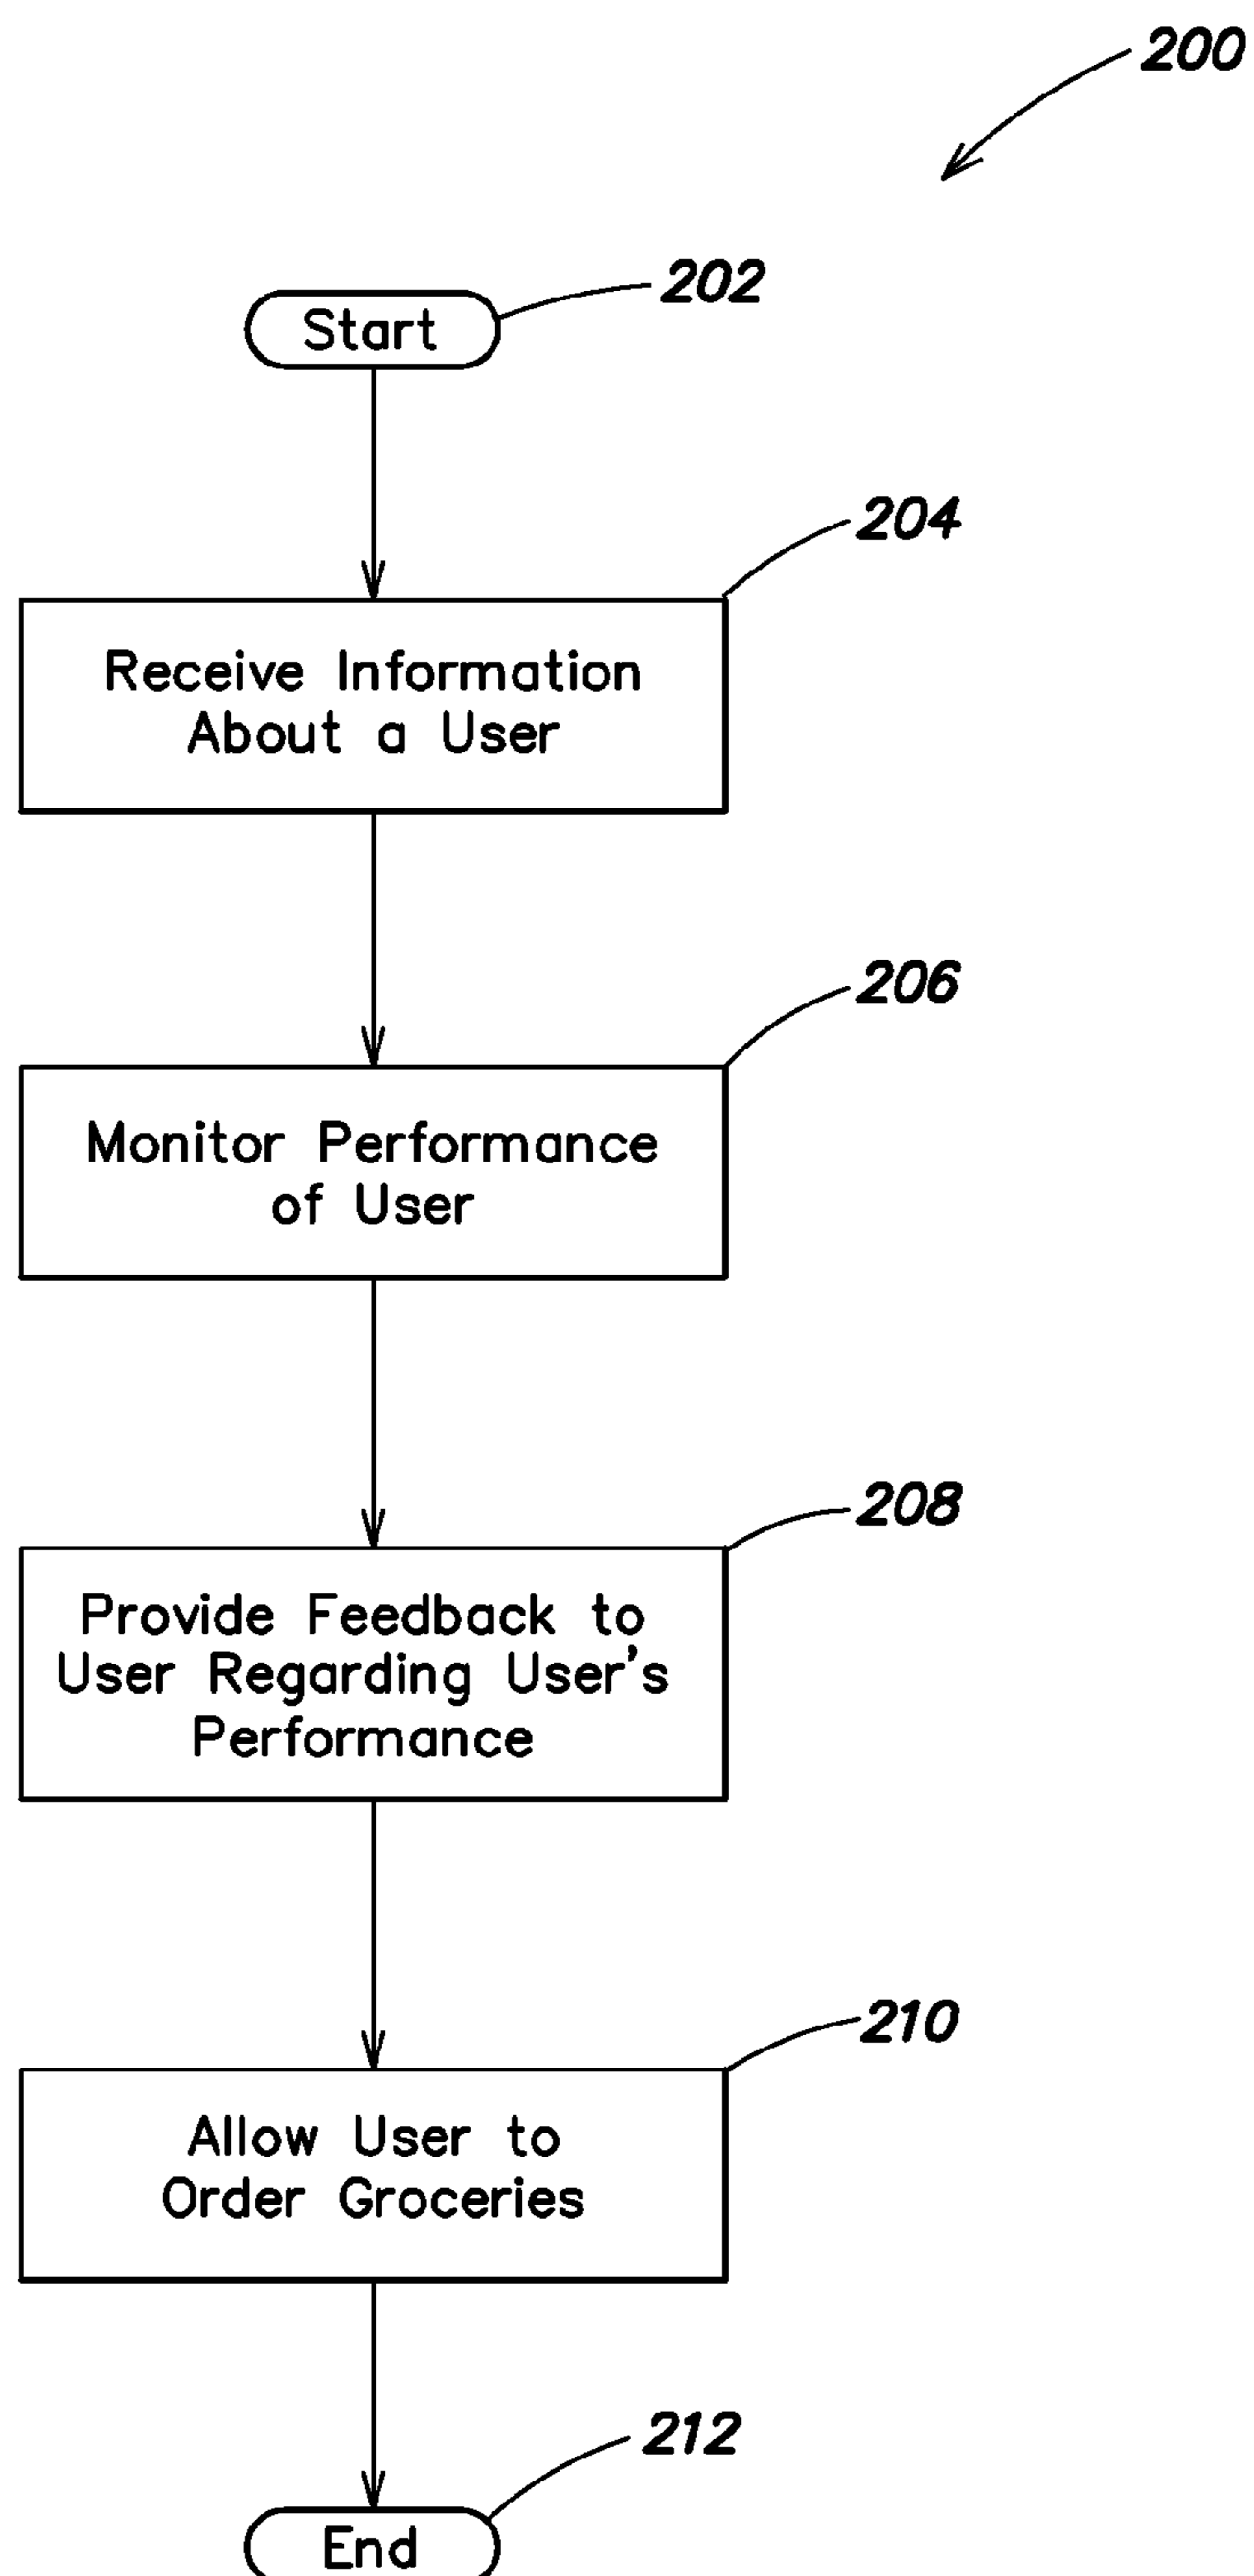 200
202
Start
204
Receive Information
About a User
206
Monitor Performance
of User
208
Provide Feedback to
User Regarding User's
Performance
210
Allow User to
Order Groceries
212
End